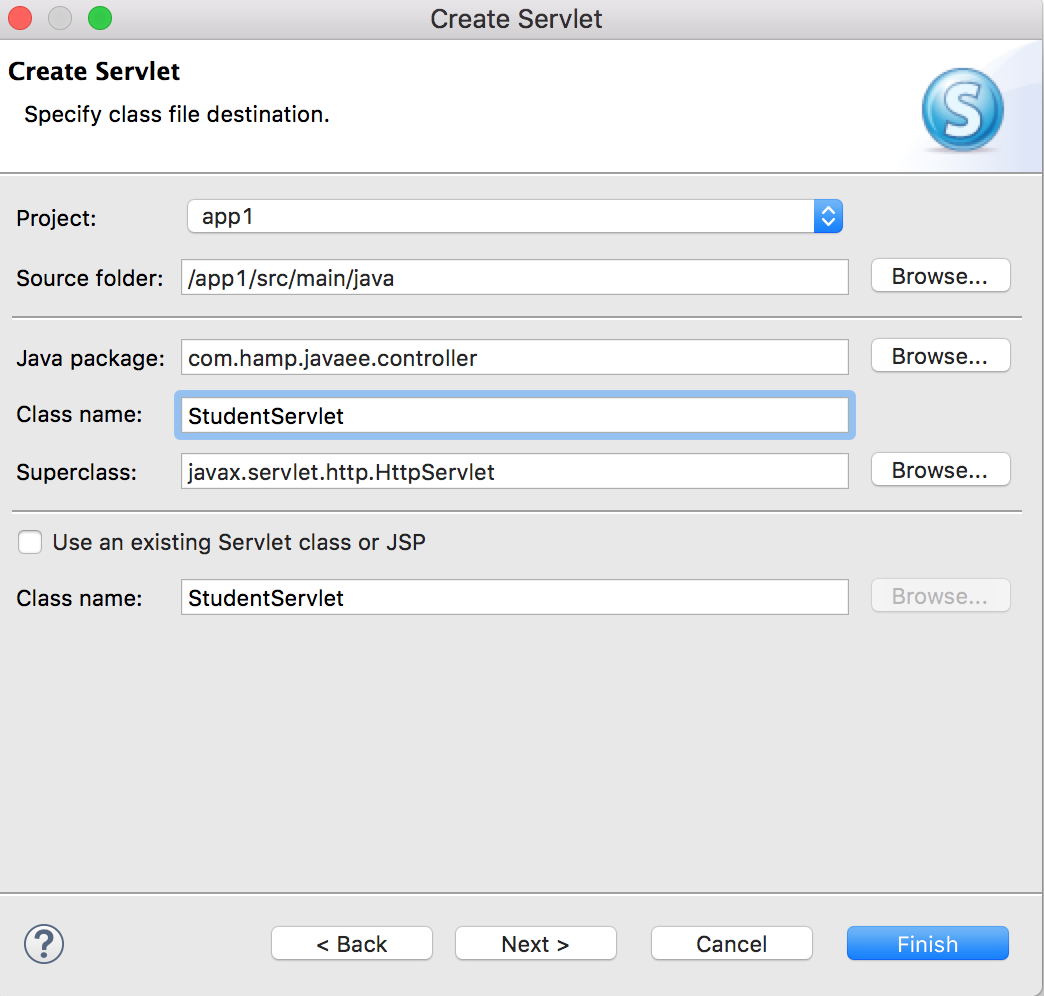 Create Servlet
Create Servlet
Specify class file destination.
S
Project: app1
Source folder: /app1/src/main/java Browse...
Java package: com.hamp.javaee.controller Browse...
Class name: StudentServlet
Superclass: javax.servlet.http.HttpServlet Browse...
Use an existing Servlet class or JSP
Class name: StudentServlet Browse...
? < Back Next > Cancel Finish